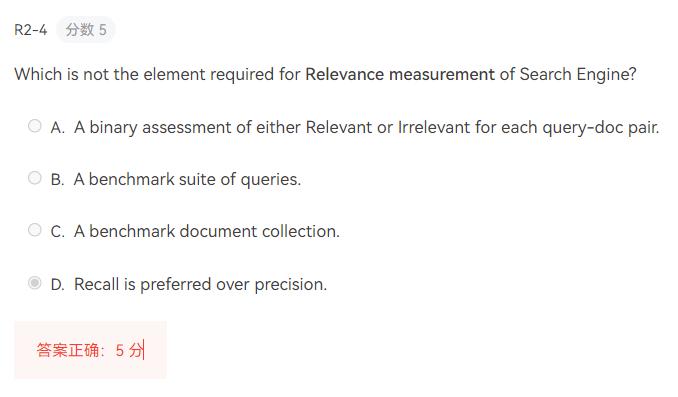 R2-4 分数 5
Which is not the element required for Relevance measurement of Search Engine?
A. A binary assessment of either Relevant or Irrelevant for each query-doc pair.
B. A benchmark suite of queries.
C. A benchmark document collection.
D. Recall is preferred over precision.
答案正确：5 分